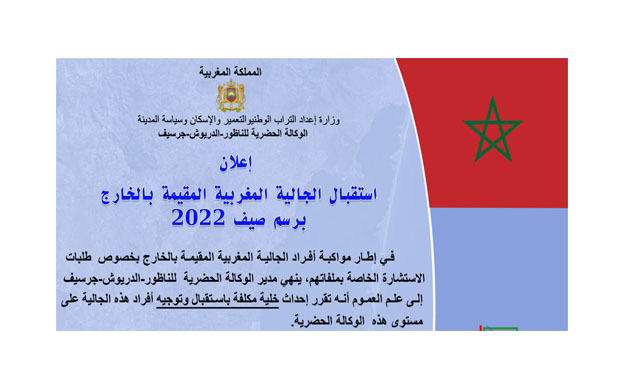 المملكة المغربية
وزارة إعداد التراب الوطنيوالتعمير والإسكان وسياسة المدينة
الوكالة الحضرية للناظور-الدريوش-جرسيف
إعلان
استقبال الجالية المغربية المقيمة بالخارج
برسم صيف 2022
في إطار مواكبة أفراد الجالية المغربية المقيمة بالخارج بخصوص طلبات
الاستشارة الخاصة بملفاتهم، ينهي مدير الوكالة الحضرية للناظور-الدريوش-جرسيف
إلى علم العموم أنه تقرر إحداث خلية مكلفة باستقبال وتوجيه أفراد هذه الجالية على
مستوى هذه الوكالة الحضرية.